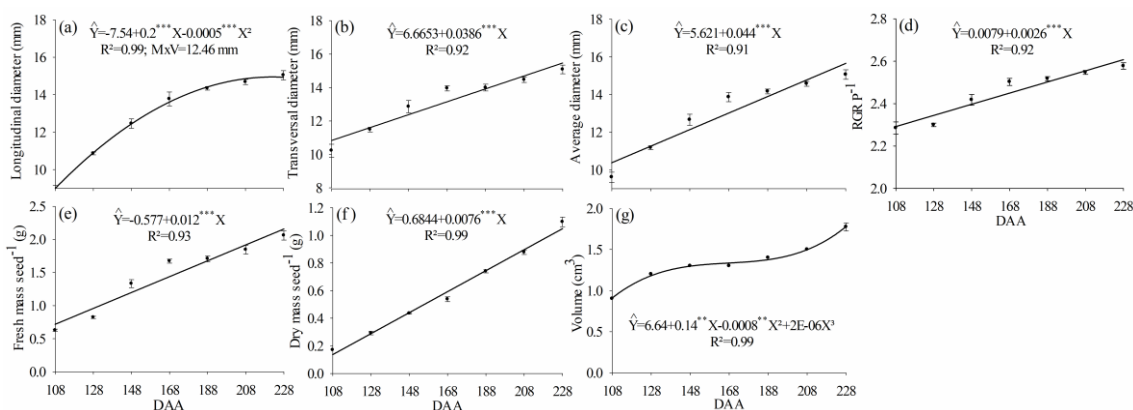 (a)
Ŷ=-7.54+0.2***X-0.0005***X²
R²=0.99; MxV=12.46 mm
Longitudinal diameter (mm)
16
14
12
10
(b)
Ŷ=6.6653+0.0386***X
R²=0.92
Transversal diameter (mm)
18
16
14
12
10
8
(c)
Ŷ=5.621+0.044***X
R²=0.91
Average diameter (mm)
18
16
14
12
10
(d)
Ŷ=0.0079+0.0026***X
R²=0.92
RGR P⁻¹
2.8
2.6
2.4
2.2
2.0
108 128 148 168 188 208 228
DAA
(e)
Ŷ=-0.577+0.012***X
R²=0.93
Fresh mass seed⁻¹ (g)
2.5
2.0
1.5
1.0
0.5
0.0
108 128 148 168 188 208 228
DAA
(f)
Ŷ=0.6844+0.0076***X
R²=0.99
Dry mass seed⁻¹ (g)
1.2
1.0
0.8
0.6
0.4
0.2
0.0
108 128 148 168 188 208 228
DAA
(g)
Volume (cm³)
2.0
1.5
1.0
0.5
0.0
Ŷ=6.64+0.14**X-0.0008**X²+2E-06X³
R²=0.99
108 128 148 168 188 208 228
DAA